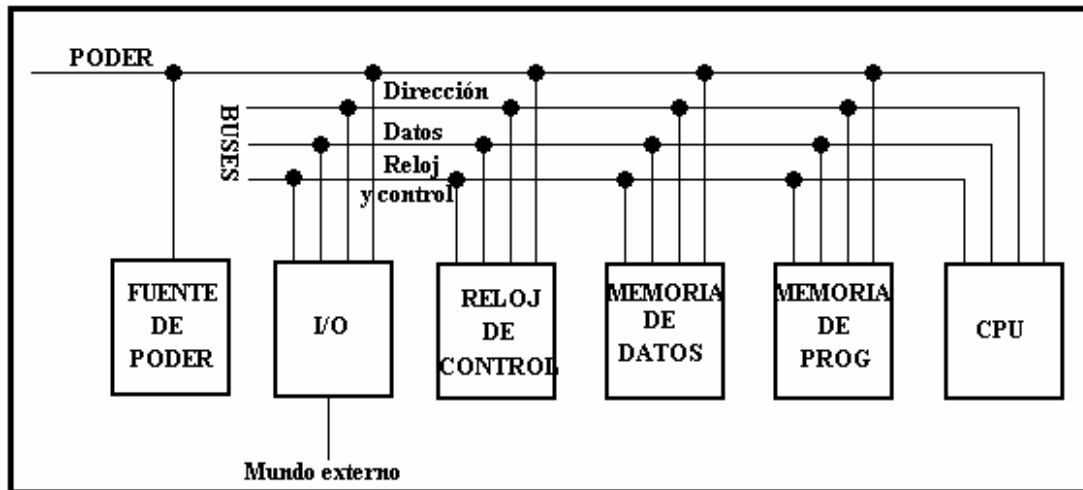 PODER
Dirección
BUSES
Datos
Reloj
y control
FUENTE
DE
PODER
I/O
RELOJ
DE
CONTROL
MEMORIA
DE
DATOS
MEMORIA
DE
PROG
CPU
Mundo externo